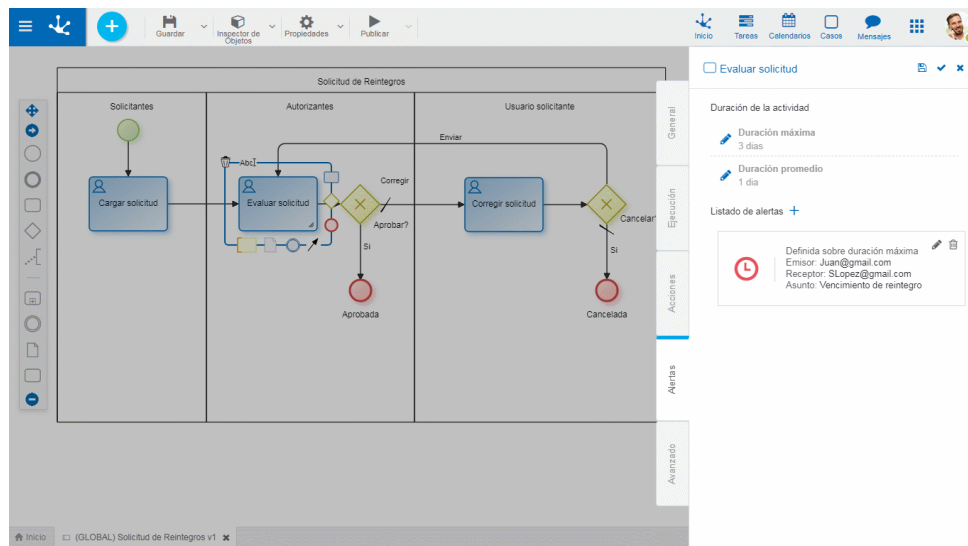 Guardar
Inspector de
Objetos
Propiedades
Publicar
Inicio
Tareas
Calendarios
Casos
Mensajes
Solicitud de Reintegros
Solicitantes
Autorizantes
Usuario solicitante
Enviar
Abc
Cargar solicitud
Evaluar solicitud
Corregir
Aprobar?
Si
Aprobada
Corregir solicitud
Cancelar?
Si
Cancelada
General
Ejecución
Acciones
Alertas
Avanzado
Evaluar solicitud
Duración de la actividad
Duración máxima
3 dias
Duración promedio
1 dia
Listado de alertas
Definida sobre duración máxima
Emisor: Juan@gmail.com
Receptor: SLopez@gmail.com
Asunto: Vencimiento de reintegro
Inicio
(GLOBAL) Solicitud de Reintegros v1